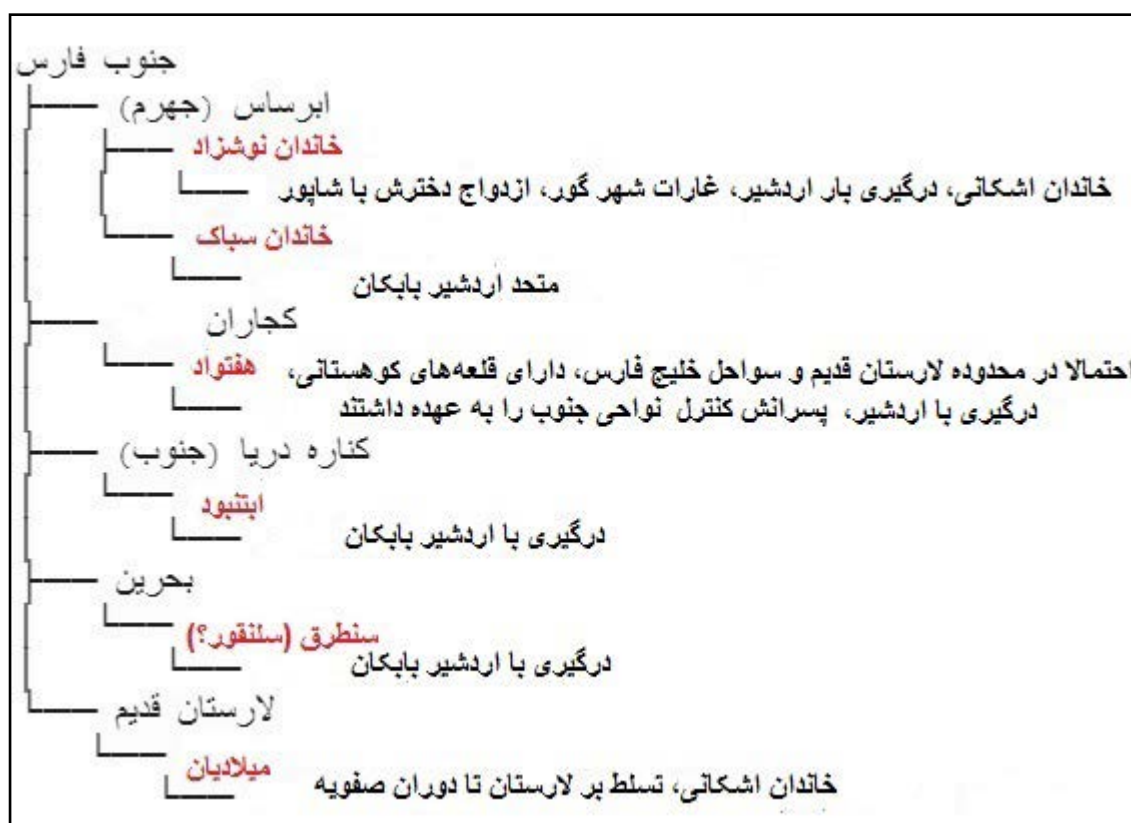 جنوب فارس
ابرساس (جهرم)
خاندان نوشزاد
خاندان اشکانی، درگیری بار اردشیر، غارات شهر گور، ازدواج دخترش با شاپور
خاندان سباک
متحد اردشیر بابکان
کجاران
هفتواد احتمالا در محدوده لارستان قدیم و سواحل خلیج فارس، دارای قلعه‌های کوهستانی،
درگیری با اردشیر، پسرانش کنترل نواحی جنوب را به عهده داشتند
کناره دریا (جنوب)
ابتنبود
درگیری با اردشیر بابکان
بحرین
سنطرق (سلنقور؟)
درگیری با اردشیر بابکان
لارستان قدیم
میلادیان
خاندان اشکانی، تسلط بر لارستان تا دوران صفویه